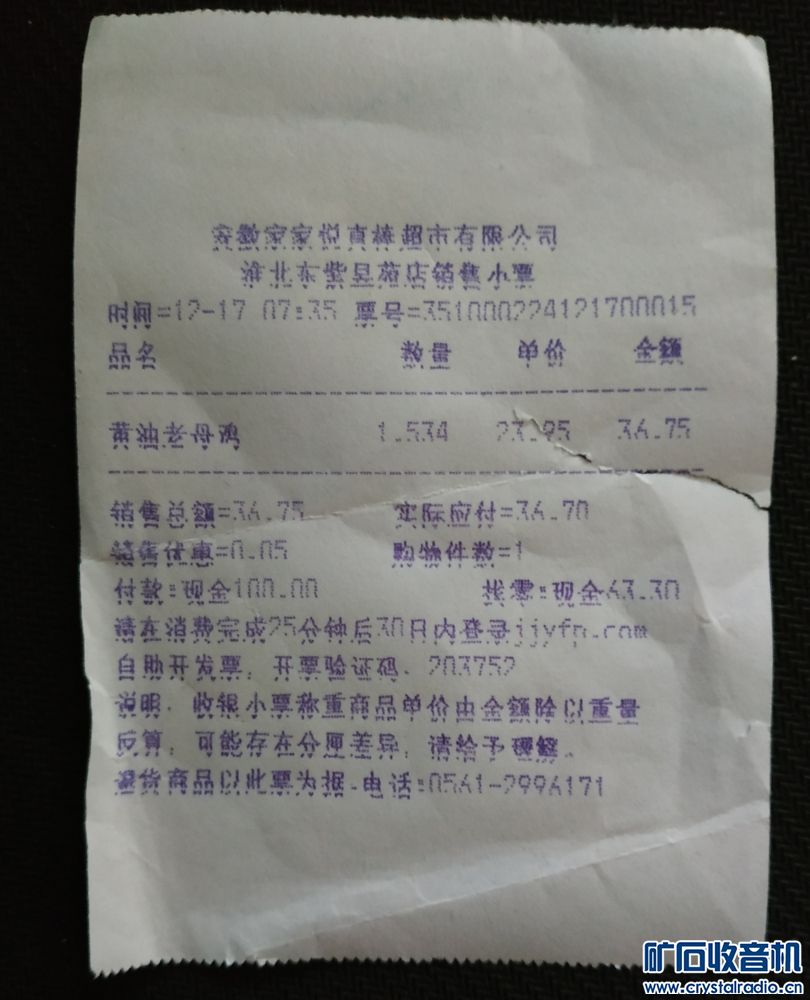 安徽家家悦真棒超市有限公司
淮北东紫百苑店销售小票
时间=12-17 07:35 票号=351000224121700015
品名 数量 单价 金额
黄油老母鸡 1.534 23.95 36.75
销售总额=36.75 实际应付=36.70
销售优惠=0.05 购物件数=1
付款:现金100.00 找零:现金63.30
请在消费完成25分钟后30日内登录jjyfp.com
自助开发票, 开票验证码: 203752
说明: 收银小票称重商品单价由金额除以重量
反算, 可能存在分厘差异, 请给予理解.
退货商品以此票为据.电话:0561-2996171
矿石收音机
www.crystalradio.cn